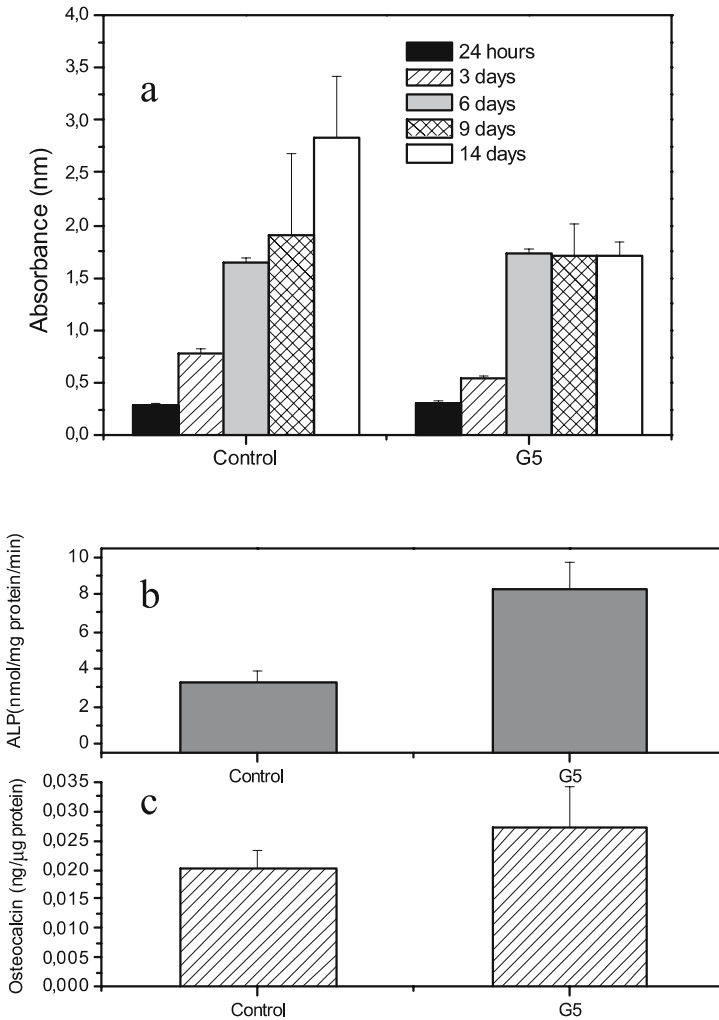 a
Absorbance (nm)
4,0
3,5
3,0
2,5
2,0
1,5
1,0
0,5
0,0
24 hours
3 days
6 days
9 days
14 days
Control
G5
b
ALP(nmol/mg protein/min)
10
8
6
4
2
0
Control
G5
c
Osteocalcin (ng/µg protein)
0,035
0,030
0,025
0,020
0,015
0,010
0,005
0,000
Control
G5